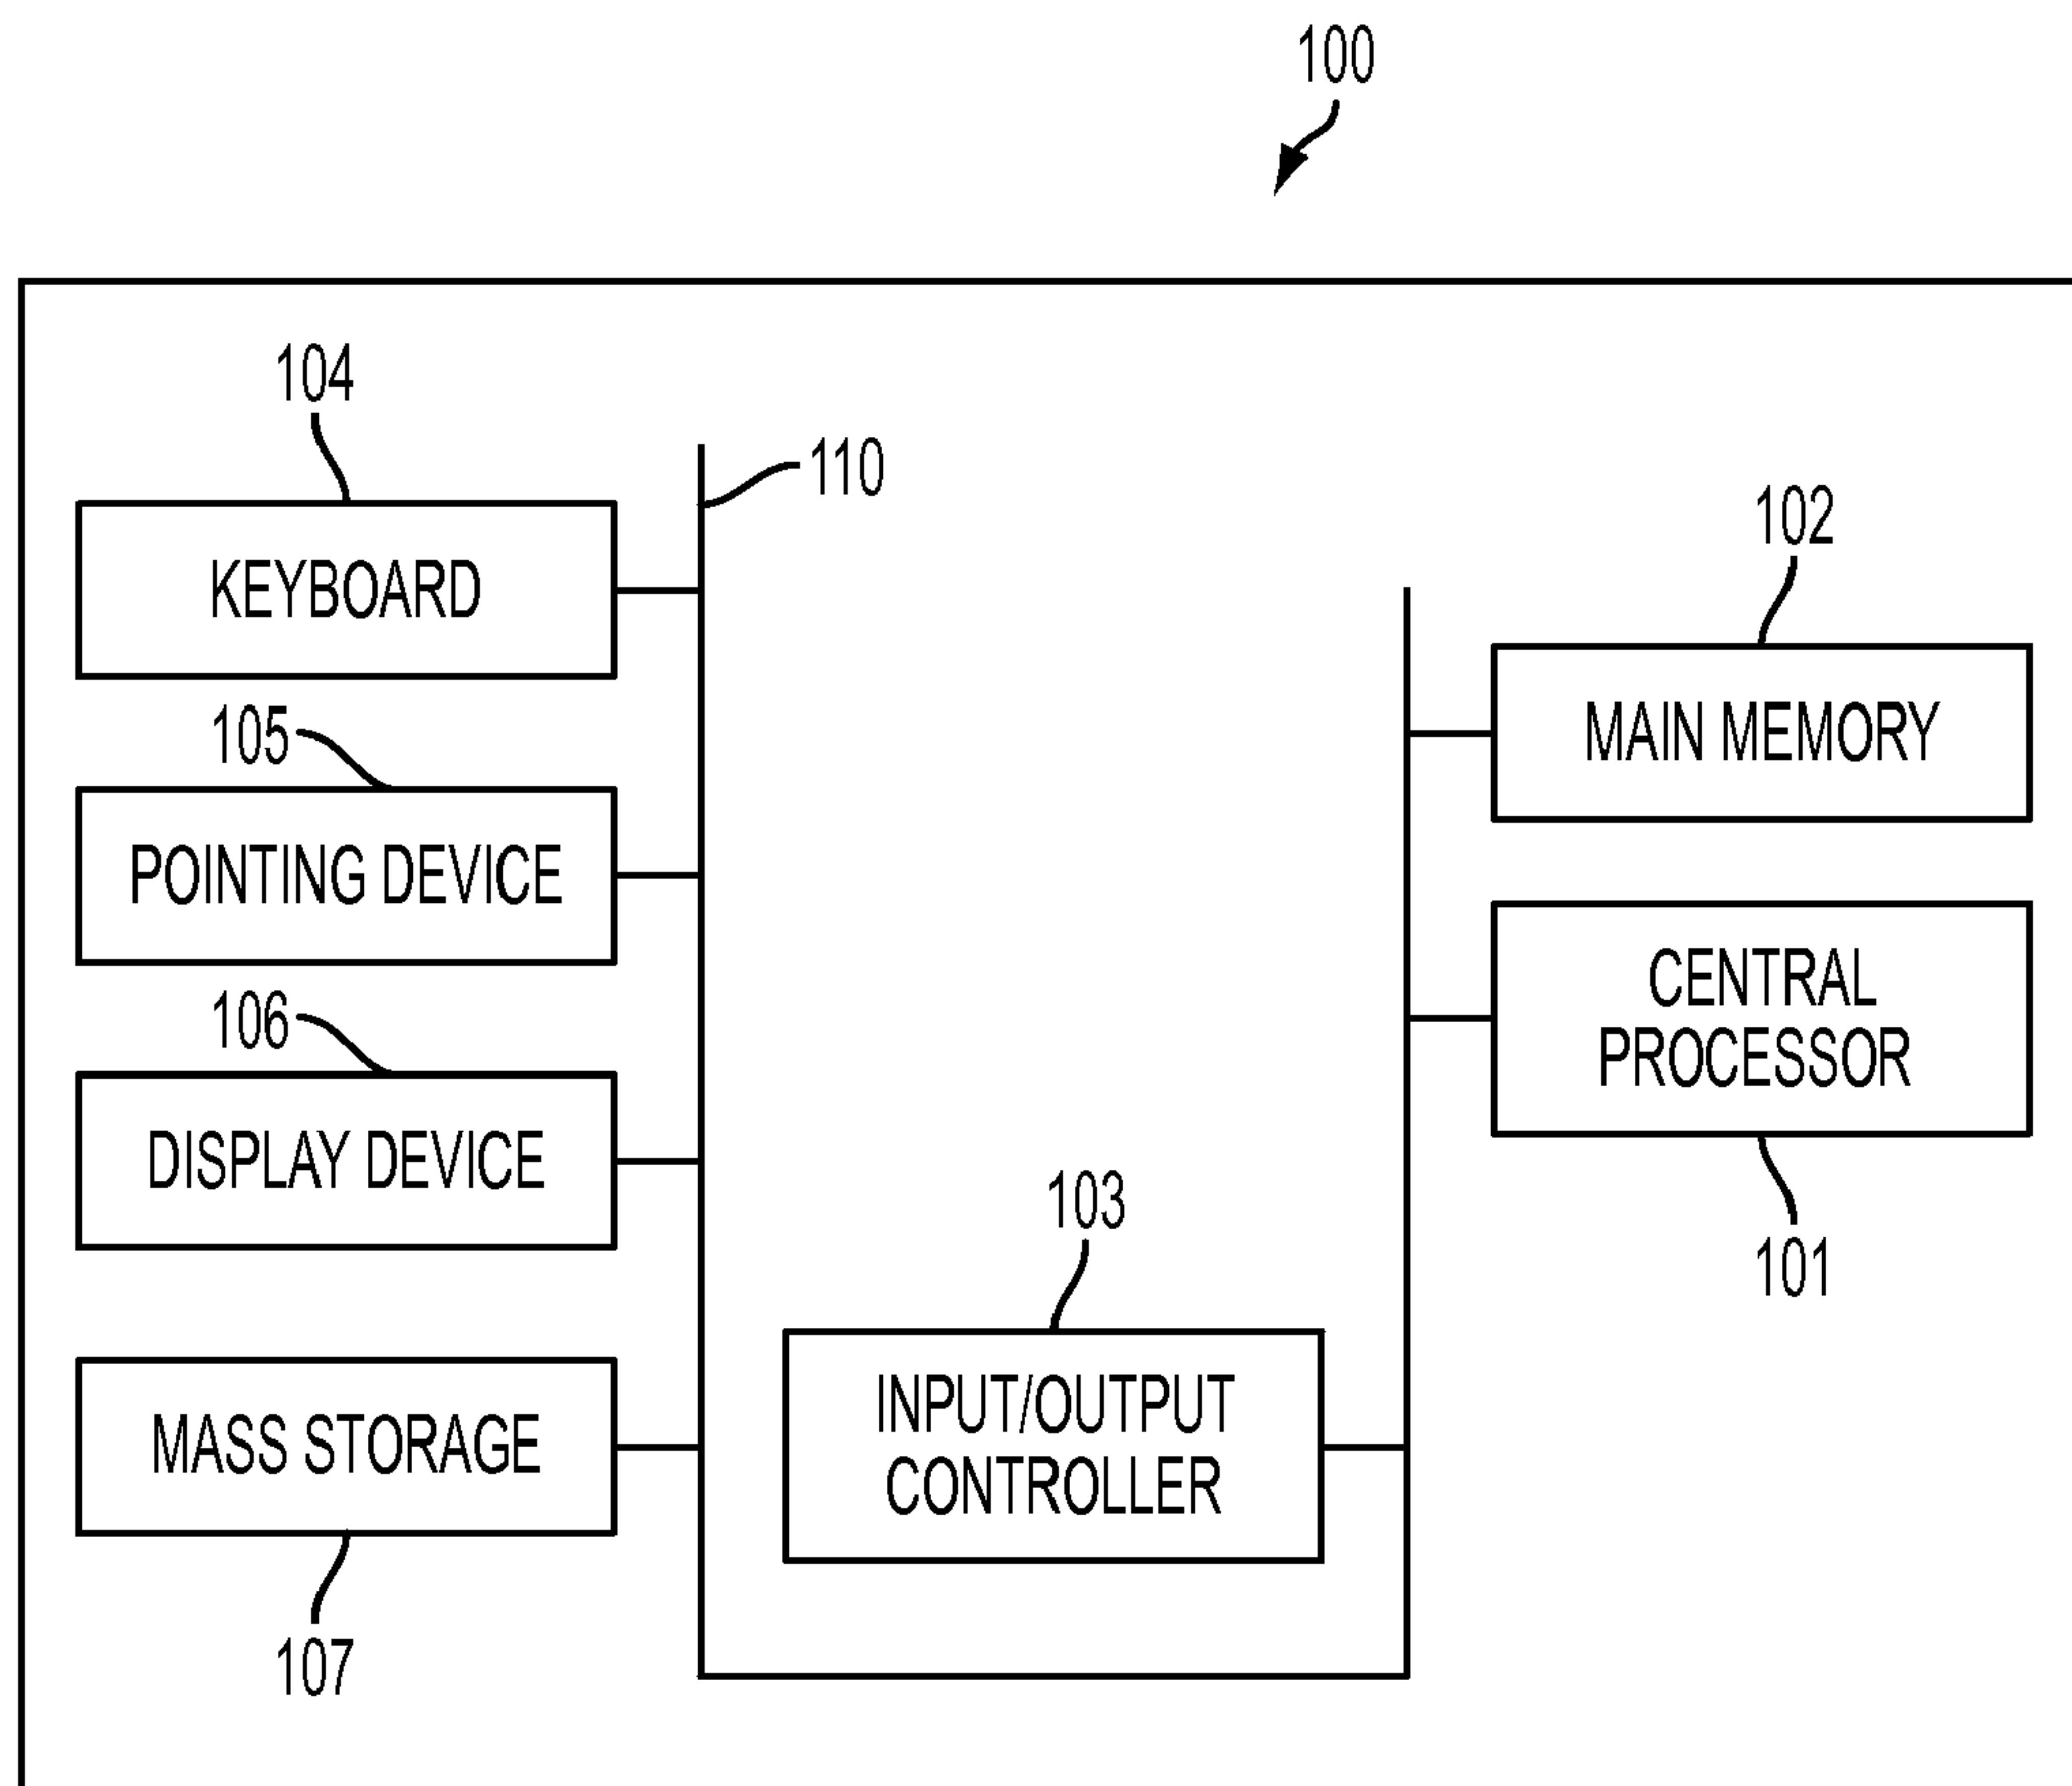 100
104
110
KEYBOARD
102
105
MAIN MEMORY
POINTING DEVICE
106
CENTRAL
PROCESSOR
DISPLAY DEVICE
103
101
INPUT/OUTPUT
CONTROLLER
MASS STORAGE
107